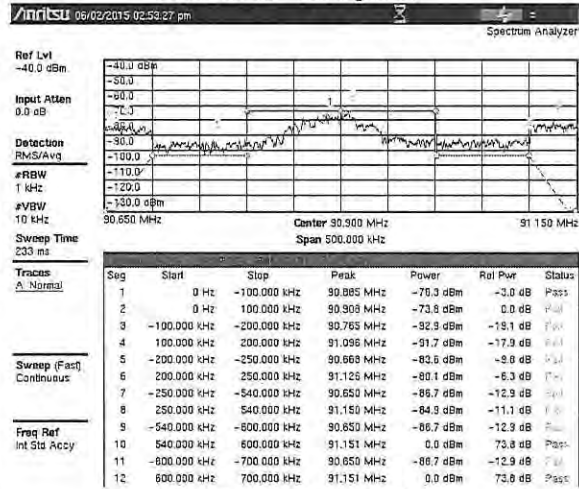 Anritsu 06/02/2015 02:53:27 pm
Spectrum Analyzer
Ref Lvl
-40.0 dBm
Input Atten
0.0 dB
Detection
RMS/Avg
#RBW
1 kHz
#VBW
10 kHz
Sweep Time
233 ms
Traces
A: Normal
Sweep (Fast)
Continuous
Freq Ref
Int Std Accy
-40.0 dBm
-50.0
-60.0
-90.0
-100.0
-110.0
-120.0
-130.0 dBm
1
90.650 MHz
Center 90.900 MHz
91.150 MHz
Span 500.000 kHz
Seg Start Stop Peak Power Rel Pwr Status
1 0 Hz -100.000 kHz 90.885 MHz -76.3 dBm -3.0 dB Pass
2 0 Hz 100.000 kHz 90.908 MHz -73.8 dBm 0.0 dB
3 -100.000 kHz -200.000 kHz 90.765 MHz -92.9 dBm -19.1 dB
4 100.000 kHz 200.000 kHz 91.096 MHz -91.7 dBm -17.9 dB
5 -200.000 kHz -250.000 kHz 90.668 MHz -83.6 dBm -9.8 dB
6 200.000 kHz 250.000 kHz 91.126 MHz -80.1 dBm -6.3 dB
7 -250.000 kHz -540.000 kHz 90.650 MHz -86.7 dBm -12.9 dB
8 250.000 kHz 540.000 kHz 91.150 MHz -84.9 dBm -11.1 dB
9 -540.000 kHz -600.000 kHz 90.650 MHz -86.7 dBm -12.9 dB
10 540.000 kHz 600.000 kHz 91.151 MHz 0.0 dBm 73.8 dB Pass
11 -600.000 kHz -700.000 kHz 90.650 MHz -86.7 dBm -12.9 dB
12 600.000 kHz 700.000 kHz 91.151 MHz 0.0 dBm 73.8 dB Pass